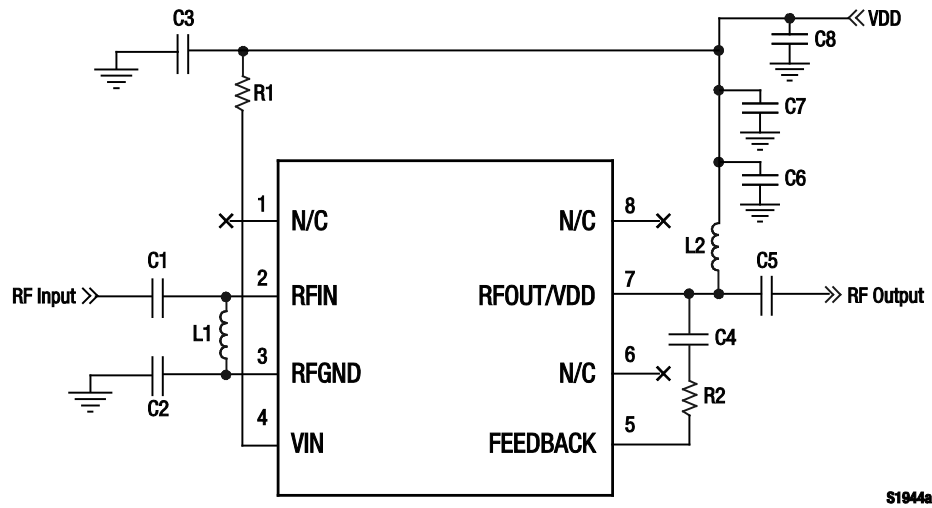 C3
VDD
C8
R1
C7
C6
1
N/C
N/C
8
L2
C1
C5
2
7
RF Input
RFIN
RFOUT/VDD
RF Output
L1
C4
3
6
RFGND
N/C
C2
R2
4
5
VIN
FEEDBACK
S1944a